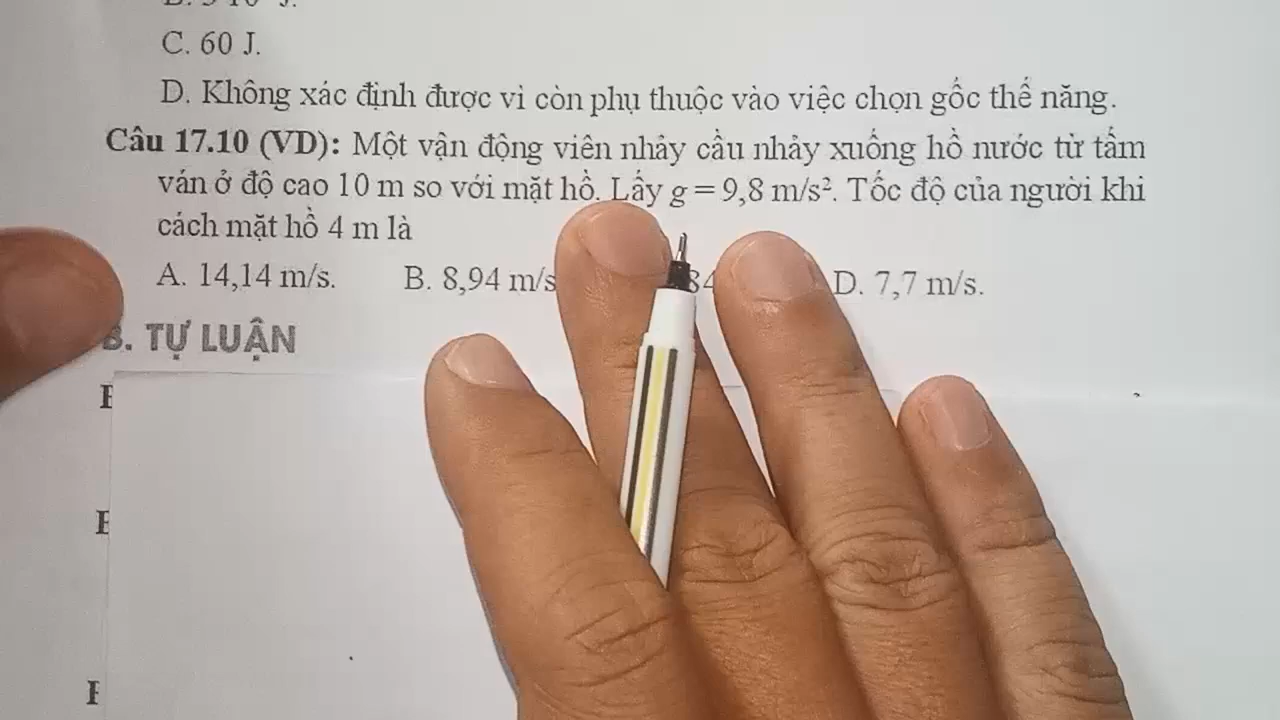 C. 60 J.
D. Không xác định được vì còn phụ thuộc vào việc chọn gốc thế năng.
Câu 17.10 (VD): Một vận động viên nhảy cầu nhảy xuống hồ nước từ tấm
ván ở độ cao 10 m so với mặt hồ. Lấy g = 9,8 m/s². Tốc độ của người khi
cách mặt hồ 4 m là
A. 14,14 m/s. B. 8,94 m/s D. 7,7 m/s.
B. TỰ LUẬN